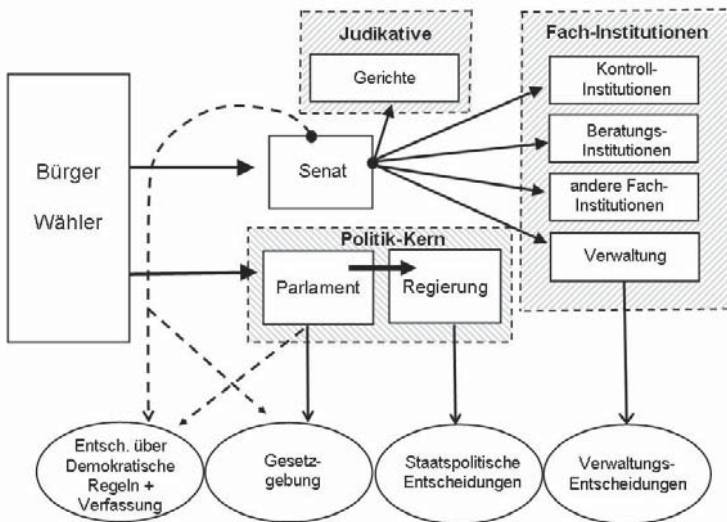 Judikative
Gerichte
Fach-Institutionen
Kontroll-
Institutionen
Beratungs-
Institutionen
andere Fach-
Institutionen
Verwaltung
Bürger
Wähler
Senat
Politik-Kern
Parlament
Regierung
Entsch. über
Demokratische
Regeln +
Verfassung
Gesetz-
gebung
Staatspolitische
Entscheidungen
Verwaltungs-
Entscheidungen